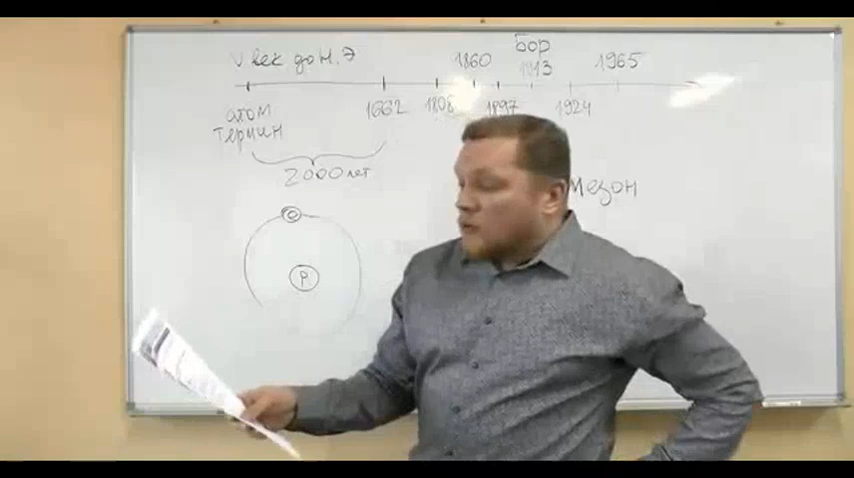 V век до н.э
1860
Бор
1913
1965
атом
термин
1662
1808
1897
1924
2000 лет
мезон
e
P